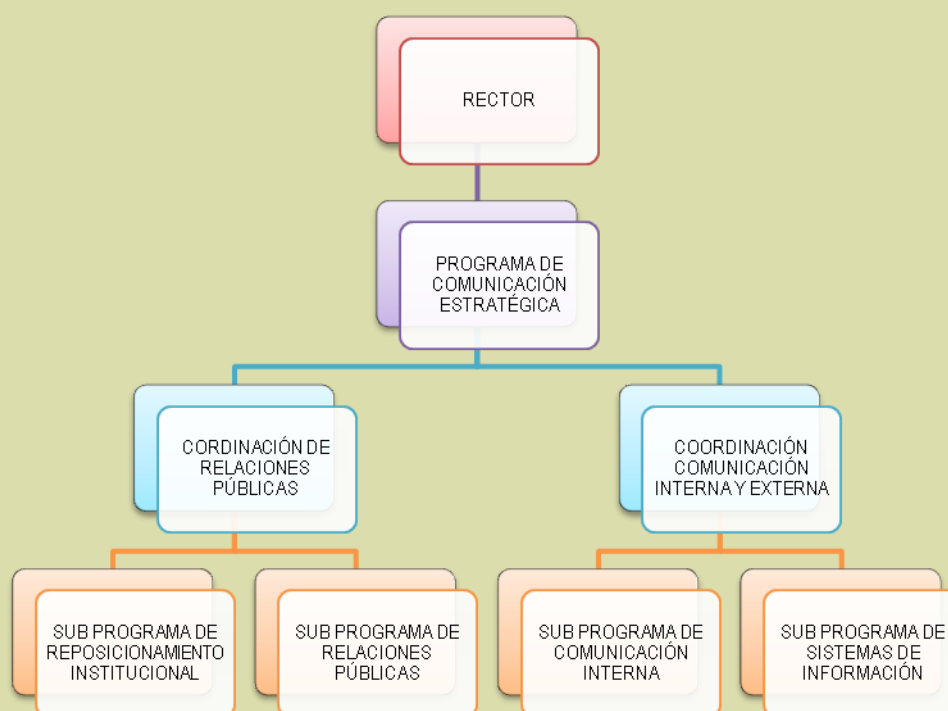 RECTOR
PROGRAMA DE
COMUNICACIÓN
ESTRATÉGICA
CORDINACIÓN DE
RELACIONES
PÚBLICAS
COORDINACIÓN
COMUNICACIÓN
INTERNA Y EXTERNA
SUB PROGRAMA DE
REPOSICIONAMIENTO
INSTITUCIONAL
SUB PROGRAMA DE
RELACIONES
PÚBLICAS
SUB PROGRAMA DE
COMUNICACIÓN
INTERNA
SUB PROGRAMA DE
SISTEMAS DE
INFORMACIÓN